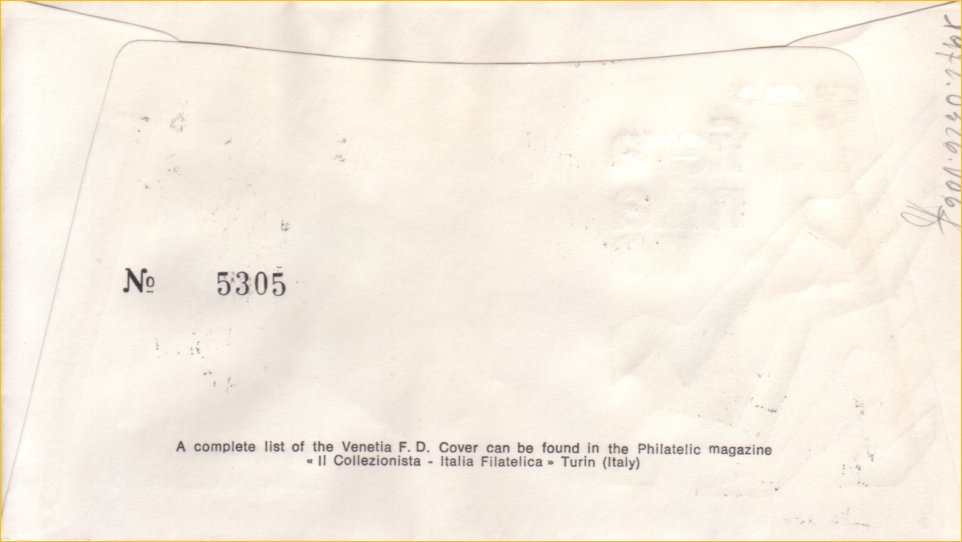 № 5305
A complete list of the Venetia F. D. Cover can be found in the Philatelic magazine
« Il Collezionista - Italia Filatelica » Turin (Italy)